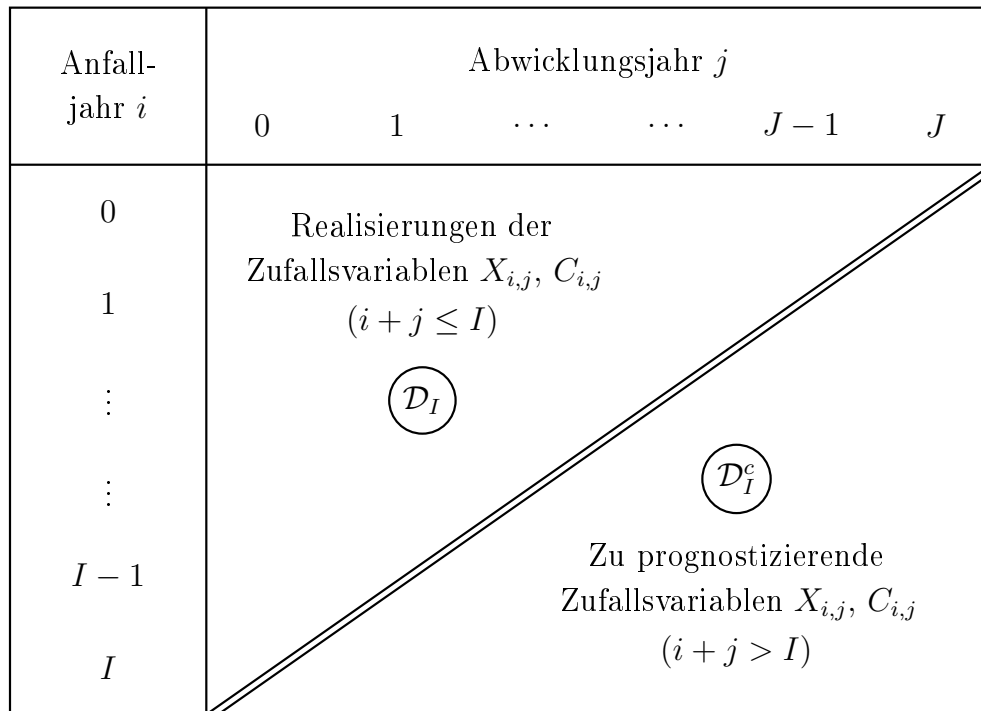 Anfall-
jahr i
Abwicklungsjahr j
0 1 ⋯ ⋯ J − 1 J
0
1
⋮
⋮
I − 1
I
Realisierungen der
Zufallsvariablen X_{i,j}, C_{i,j}
(i + j ≤ I)
𝒟_I
𝒟_I^c
Zu prognostizierende
Zufallsvariablen X_{i,j}, C_{i,j}
(i + j > I)